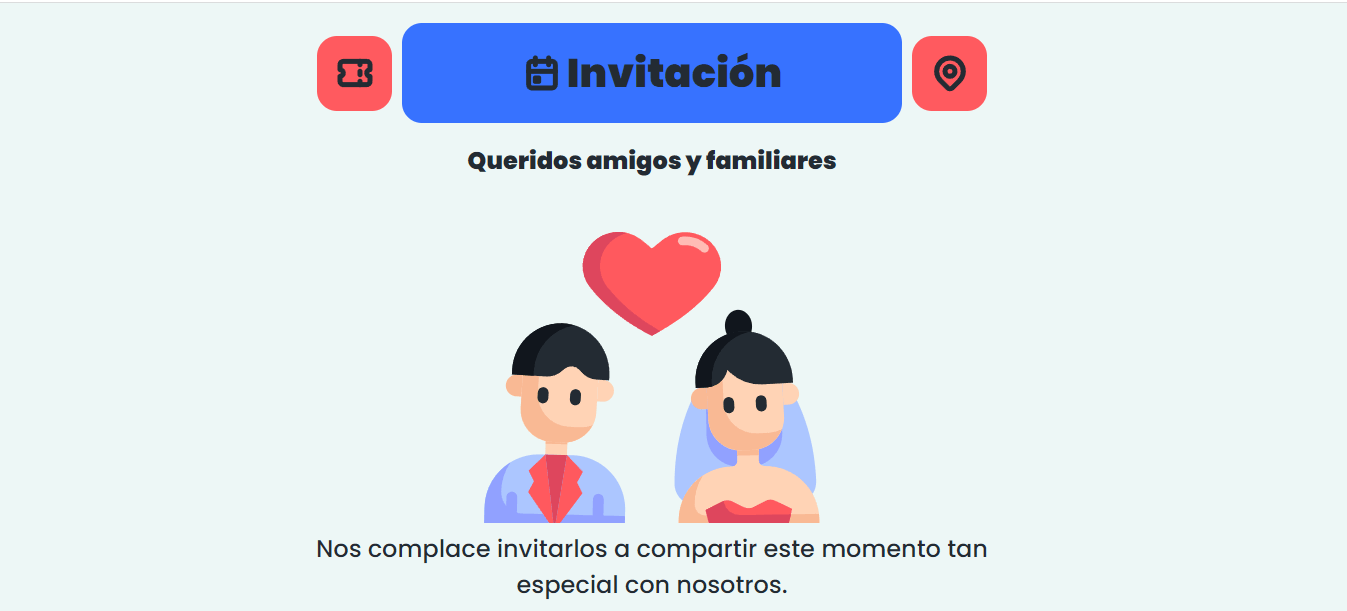 Invitación
Queridos amigos y familiares
Nos complace invitarlos a compartir este momento tan
especial con nosotros.